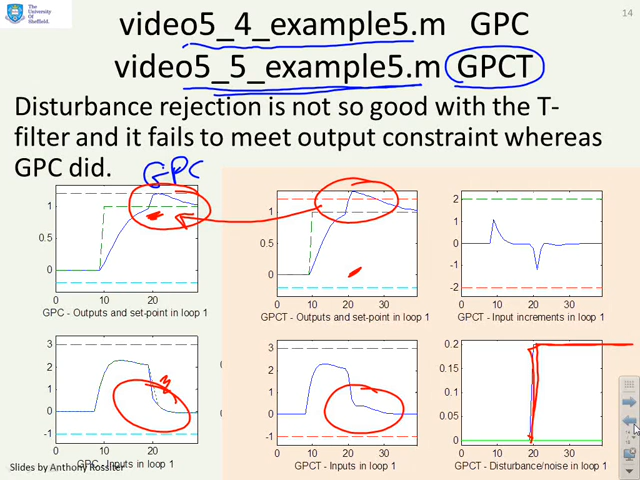 The
University
Of
Sheffield.
14
video5_4_example5.m GPC
video5_5_example5.m GPCT
Disturbance rejection is not so good with the T-
filter and it fails to meet output constraint whereas
GPC did.
GPC
1
0.5
0
0 10 20 30
GPC - Outputs and set-point in loop 1
1
0.5
0
0 10 20 30
GPCT - Outputs and set-point in loop 1
2
1
0
-1
-2
0 10 20 30
GPCT - Input increments in loop 1
3
2
1
0
-1
0 10 20 30
GPC - Inputs in loop 1
3
2
1
0
-1
0 10 20 30
GPCT - Inputs in loop 1
0.2
0.15
0.1
0.05
0
0 10 20 30
GPCT - Disturbance/noise in loop 1
Slides by Anthony Rossiter